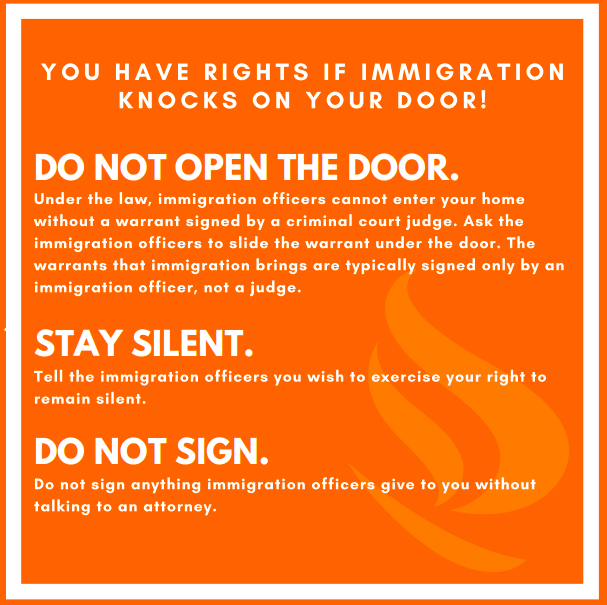 YOU HAVE RIGHTS IF IMMIGRATION
KNOCKS ON YOUR DOOR!
DO NOT OPEN THE DOOR.
Under the law, immigration officers cannot enter your home
without a warrant signed by a criminal court judge. Ask the
immigration officers to slide the warrant under the door. The
warrants that immigration brings are typically signed only by an
immigration officer, not a judge.
STAY SILENT.
Tell the immigration officers you wish to exercise your right to
remain silent.
DO NOT SIGN.
Do not sign anything immigration officers give to you without
talking to an attorney.